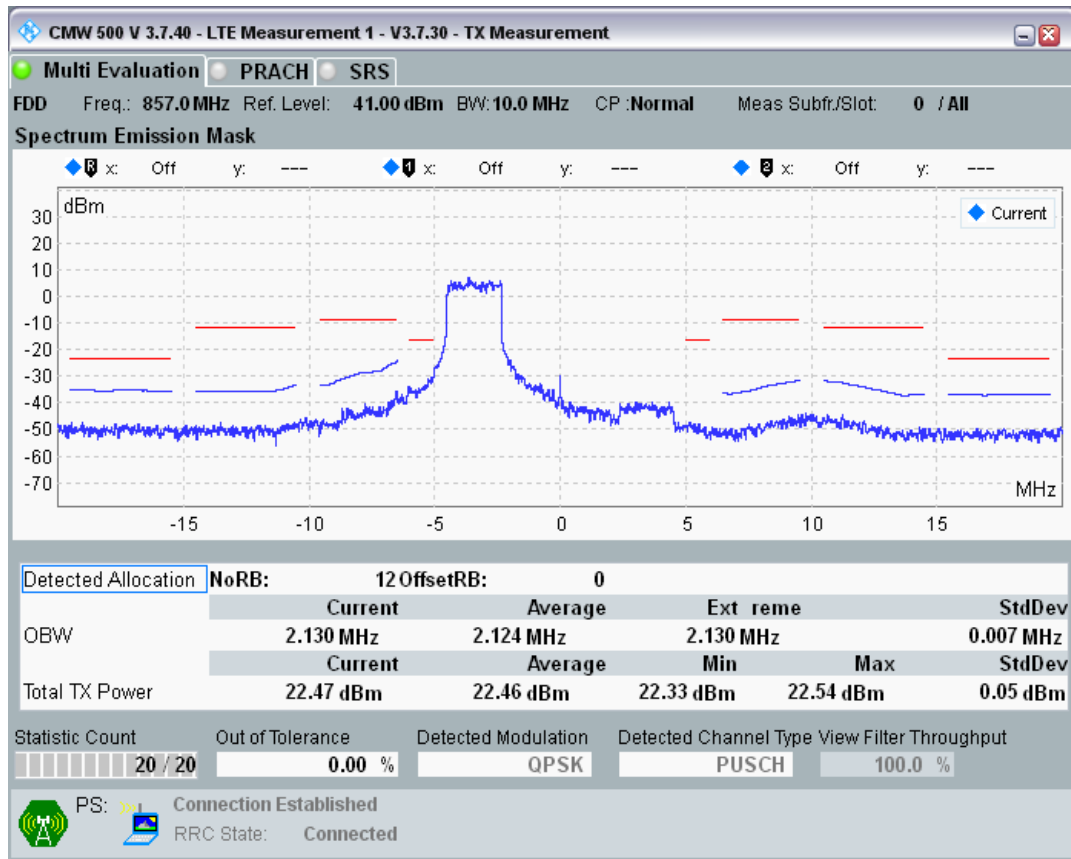 CMW 500 V 3.7.40 - LTE Measurement 1 - V3.7.30 - TX Measurement
Multi Evaluation PRACH SRS
FDD Freq.: 857.0 MHz Ref. Level: 41.00 dBm BW: 10.0 MHz CP :Normal Meas Subfr./Slot: 0 / All
Spectrum Emission Mask
R x: Off y: --- 1 x: Off y: --- 2 x: Off y: ---
dBm
Current
30
20
10
0
-10
-20
-30
-40
-50
-60
-70
MHz
-15 -10 -5 0 5 10 15
Detected Allocation NoRB: 12 OffsetRB: 0
Current Average Ext reme StdDev
OBW 2.130 MHz 2.124 MHz 2.130 MHz 0.007 MHz
Current Average Min Max StdDev
Total TX Power 22.47 dBm 22.46 dBm 22.33 dBm 22.54 dBm 0.05 dBm
Statistic Count Out of Tolerance Detected Modulation Detected Channel Type View Filter Throughput
20 / 20 0.00 % QPSK PUSCH 100.0 %
PS: Connection Established
RRC State: Connected